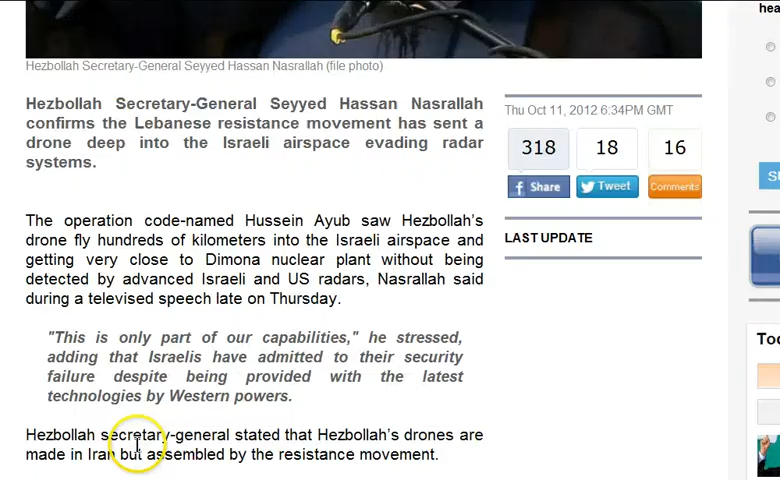 hea
Hezbollah Secretary-General Seyyed Hassan Nasrallah (file photo)
Hezbollah Secretary-General Seyyed Hassan Nasrallah
confirms the Lebanese resistance movement has sent a
drone deep into the Israeli airspace evading radar
systems.
The operation code-named Hussein Ayub saw Hezbollah's
drone fly hundreds of kilometers into the Israeli airspace and
getting very close to Dimona nuclear plant without being
detected by advanced Israeli and US radars, Nasrallah said
during a televised speech late on Thursday.
"This is only part of our capabilities," he stressed,
adding that Israelis have admitted to their security
failure despite being provided with the latest
technologies by Western powers.
Hezbollah secretary-general stated that Hezbollah's drones are
made in Iran but assembled by the resistance movement.
Thu Oct 11, 2012 6:34PM GMT
318 18 16
Share Tweet Comments
LAST UPDATE
SU
Too